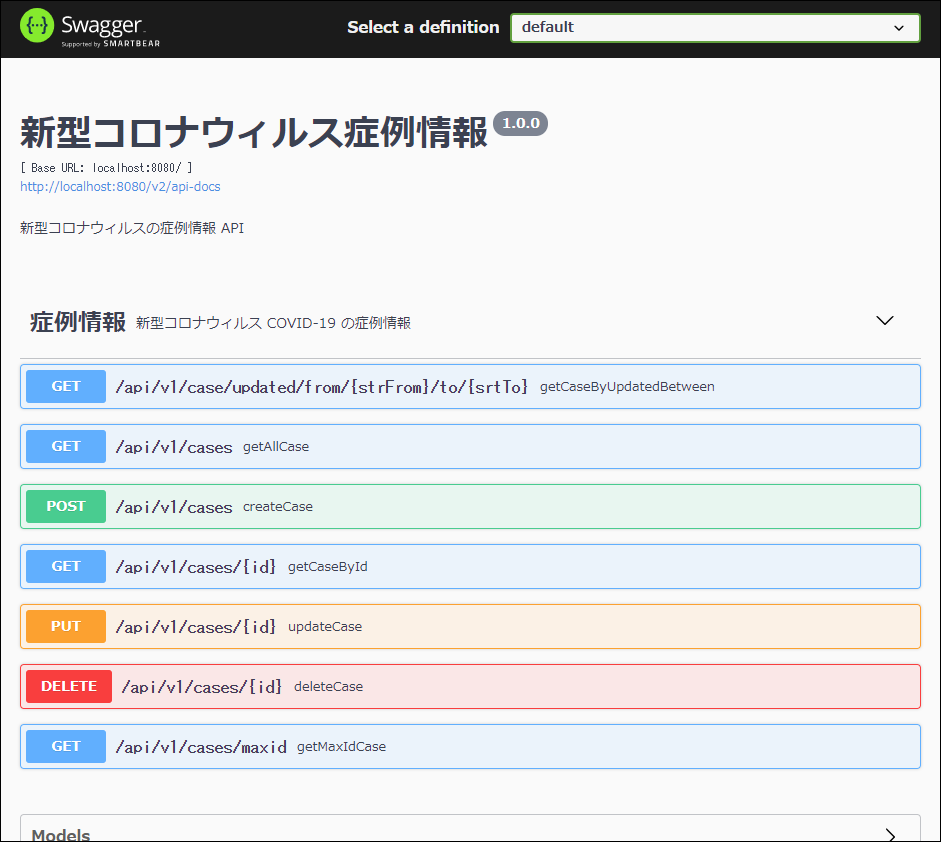 Swagger
Supported by SMARTBEAR
Select a definition
default
新型コロナウィルス症例情報 1.0.0
[ Base URL: localhost:8080/ ]
http://localhost:8080/v2/api-docs
新型コロナウィルスの症例情報 API
症例情報 新型コロナウィルス COVID-19 の症例情報
GET /api/v1/case/updated/from/{strFrom}/to/{srtTo} getCaseByUpdatedBetween
GET /api/v1/cases getAllCase
POST /api/v1/cases createCase
GET /api/v1/cases/{id} getCaseById
PUT /api/v1/cases/{id} updateCase
DELETE /api/v1/cases/{id} deleteCase
GET /api/v1/cases/maxid getMaxIdCase
Models